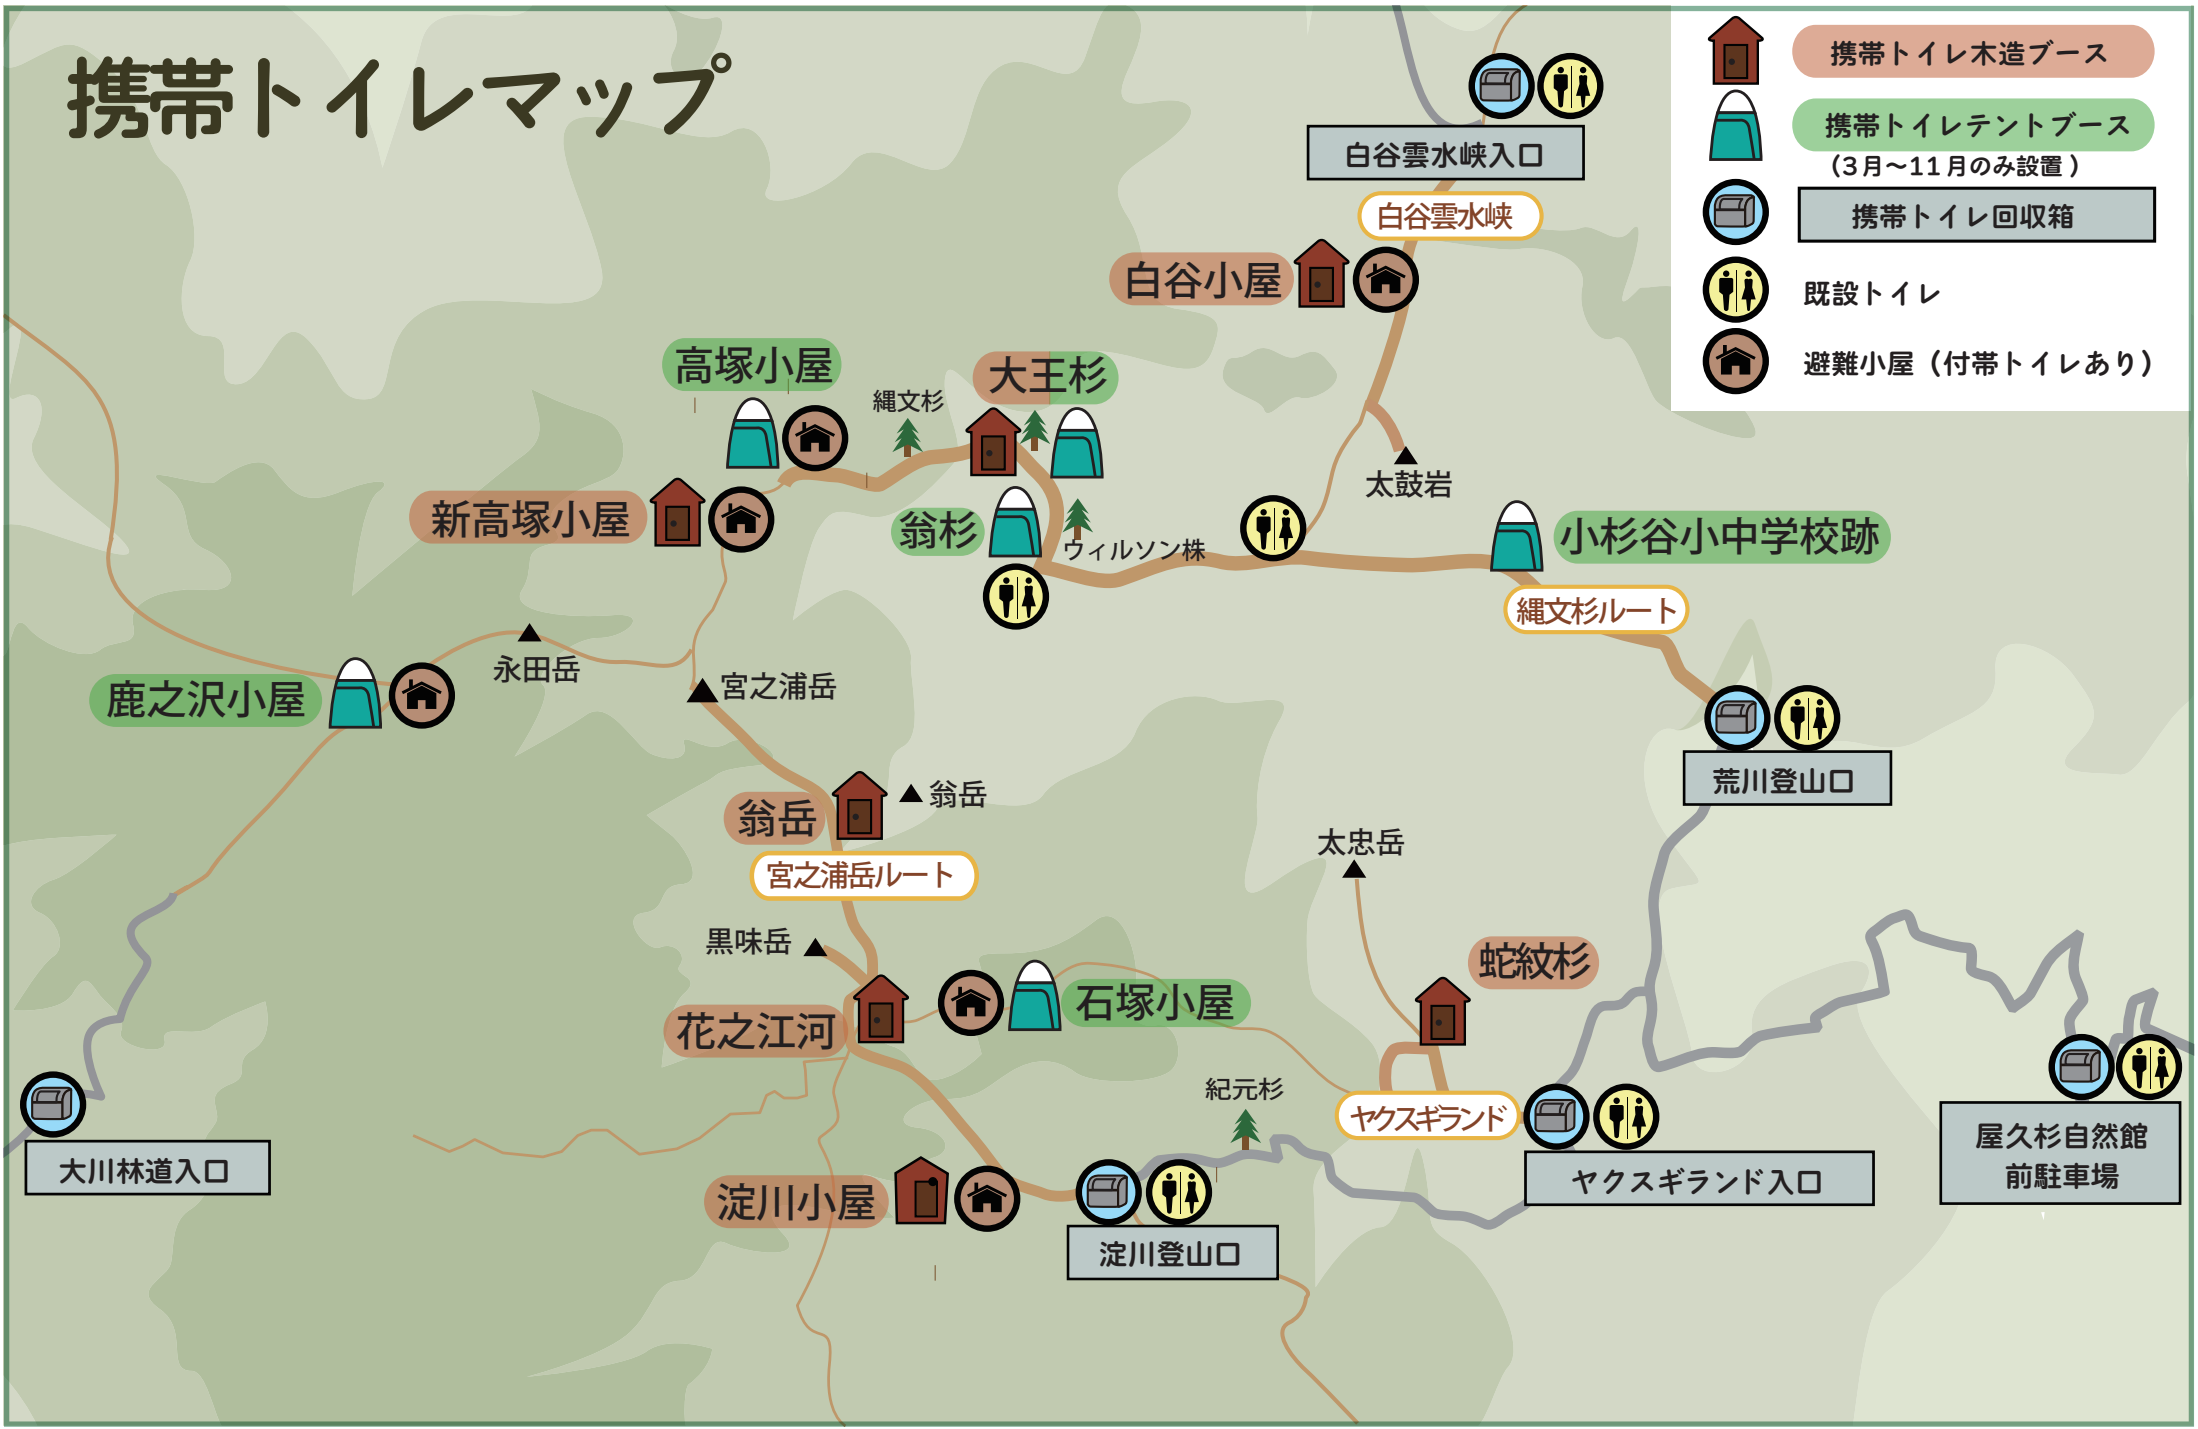 携帯トイレマップ
携帯トイレ木造ブース
携帯トイレテントブース
(3月〜11月のみ設置)
携帯トイレ回収箱
既設トイレ
避難小屋（付帯トイレあり）
白谷雲水峡入口
白谷雲水峡
白谷小屋
高塚小屋
縄文杉
大王杉
太鼓岩
新高塚小屋
翁杉
ウィルソン株
小杉谷小中学校跡
縄文杉ルート
永田岳
宮之浦岳
鹿之沢小屋
荒川登山口
翁岳
翁岳
宮之浦岳ルート
太忠岳
黒味岳
蛇紋杉
花之江河
石塚小屋
紀元杉
ヤクスギランド
大川林道入口
淀川小屋
淀川登山口
ヤクスギランド入口
屋久杉自然館
前駐車場